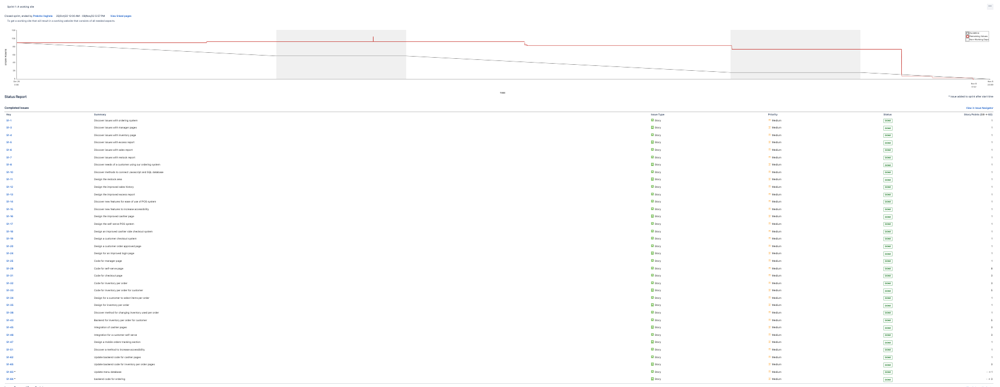 Sprint 1: A working site
Closed sprint, ended by Preksha Vaghela 25/Oct/22 12:00 AM - 08/Nov/22 5:57 PM View linked pages
To get a working site that will result in a working website that consists of all needed aspects.
STORY POINTS
120
100
80
60
40
20
0
Guideline
Remaining Values
Non-Working Days
Oct 25
0:00
Nov 8
17:57
Nov 8
23:59
TIME
Status Report
* Issue added to sprint after start time
Completed Issues View in Issue Navigator
Key Summary Issue Type Priority Status Story Points (59 → 63)
S1-1 Discover issues with ordering system Story Medium DONE 1
S1-3 Discover issues with manager pages Story Medium DONE 1
S1-4 Discover issues with inventory page Story Medium DONE 1
S1-5 Discover issues with excess report Story Medium DONE 1
S1-6 Discover issues with sales report Story Medium DONE 1
S1-7 Discover issues with restock report Story Medium DONE 1
S1-8 Discover needs of a customer using our ordering system Story Medium DONE 1
S1-10 Discover methods to connect Javascript and SQL database Story Medium DONE 1
S1-11 Design the restock area Story Medium DONE 1
S1-12 Design the improved sales history Story Medium DONE 1
S1-13 Design the improved excess report Story Medium DONE 1
S1-14 Discover new features for ease of use of POS system Story Medium DONE 1
S1-15 Discover new features to increase accessibility Story Medium DONE 1
S1-16 Design the improved cashier page Story Medium DONE 1
S1-17 Design the self-serve POS system Story Medium DONE 1
S1-18 Design an improved cashier side checkout system Story Medium DONE 1
S1-19 Design a customer checkout system Story Medium DONE 1
S1-20 Design a customer order approved page Story Medium DONE 1
S1-24 Design for an improved login page Story Medium DONE 1
S1-25 Code for manager page Story Medium DONE 1
S1-29 Code for self-serve page Story Medium DONE 8
S1-31 Code for checkout page Story Medium DONE 3
S1-32 Code for inventory per order Story Medium DONE 3
S1-33 Code for inventory per order for customer Story Medium DONE 5
S1-34 Design for a customer to select items per order Story Medium DONE 1
S1-35 Design for inventory per order Story Medium DONE 1
S1-36 Discover method for changing inventory used per order Story Medium DONE 1
S1-43 Backend for inventory per order for customer Story Medium DONE 5
S1-45 Integration of cashier pages Story Medium DONE 3
S1-46 Integration for a customer self-serve Story Medium DONE 3
S1-47 Design a mobile orders tracking section Story Medium DONE 1
S1-51 Discover a method to increase accessibility Story Medium DONE 1
S1-62 Update backend code for cashier pages Story Medium DONE 1
S1-65 Update backend code for inventory per order pages Story Medium DONE 3
S1-63 * Update menu database Story Medium DONE - → 1
S1-64 * backend code for ordering Story Medium DONE - → 3